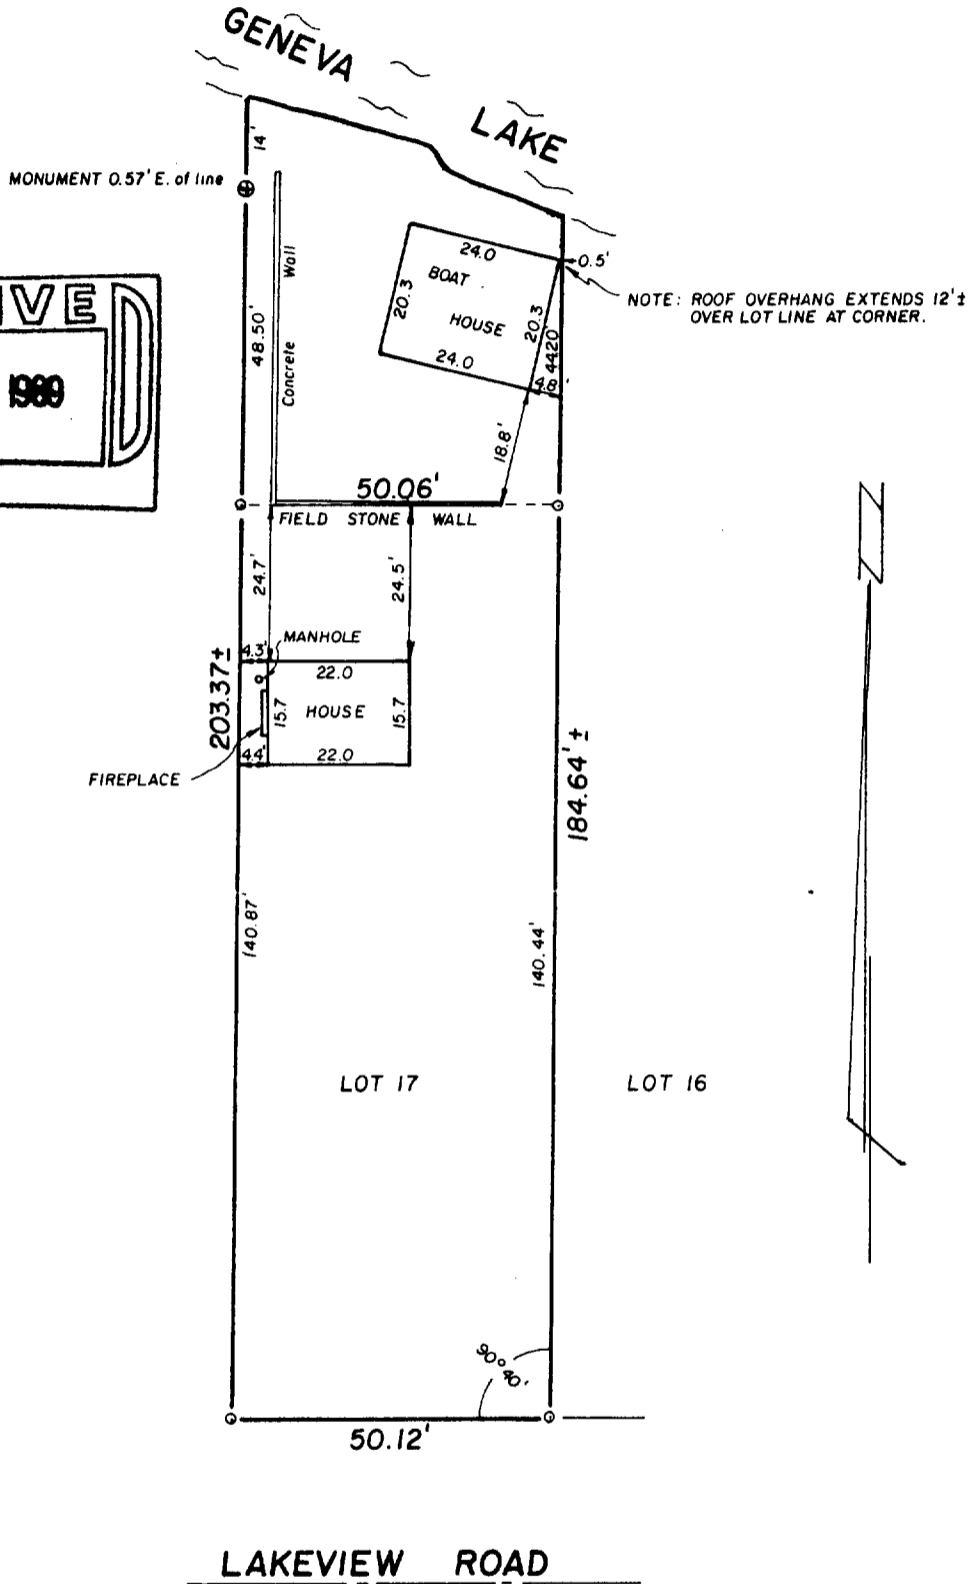 GENEVA
LAKE
14'
MONUMENT 0.57' E. of line
IVED
1989
48.50'
Concrete Wall
24.0
BOAT
HOUSE
20.3
20.3
24.0
44.20'
4.8'
0.5'
NOTE: ROOF OVERHANG EXTENDS 12'±
OVER LOT LINE AT CORNER.
18.8'
50.06'
FIELD STONE WALL
24.7'
24.5'
MANHOLE
4.3'
22.0
15.7
HOUSE
15.7
4.4'
22.0
FIREPLACE
203.37±
184.64'±
140.87'
140.44'
LOT 17
LOT 16
90° 40'
50.12'
LAKEVIEW ROAD